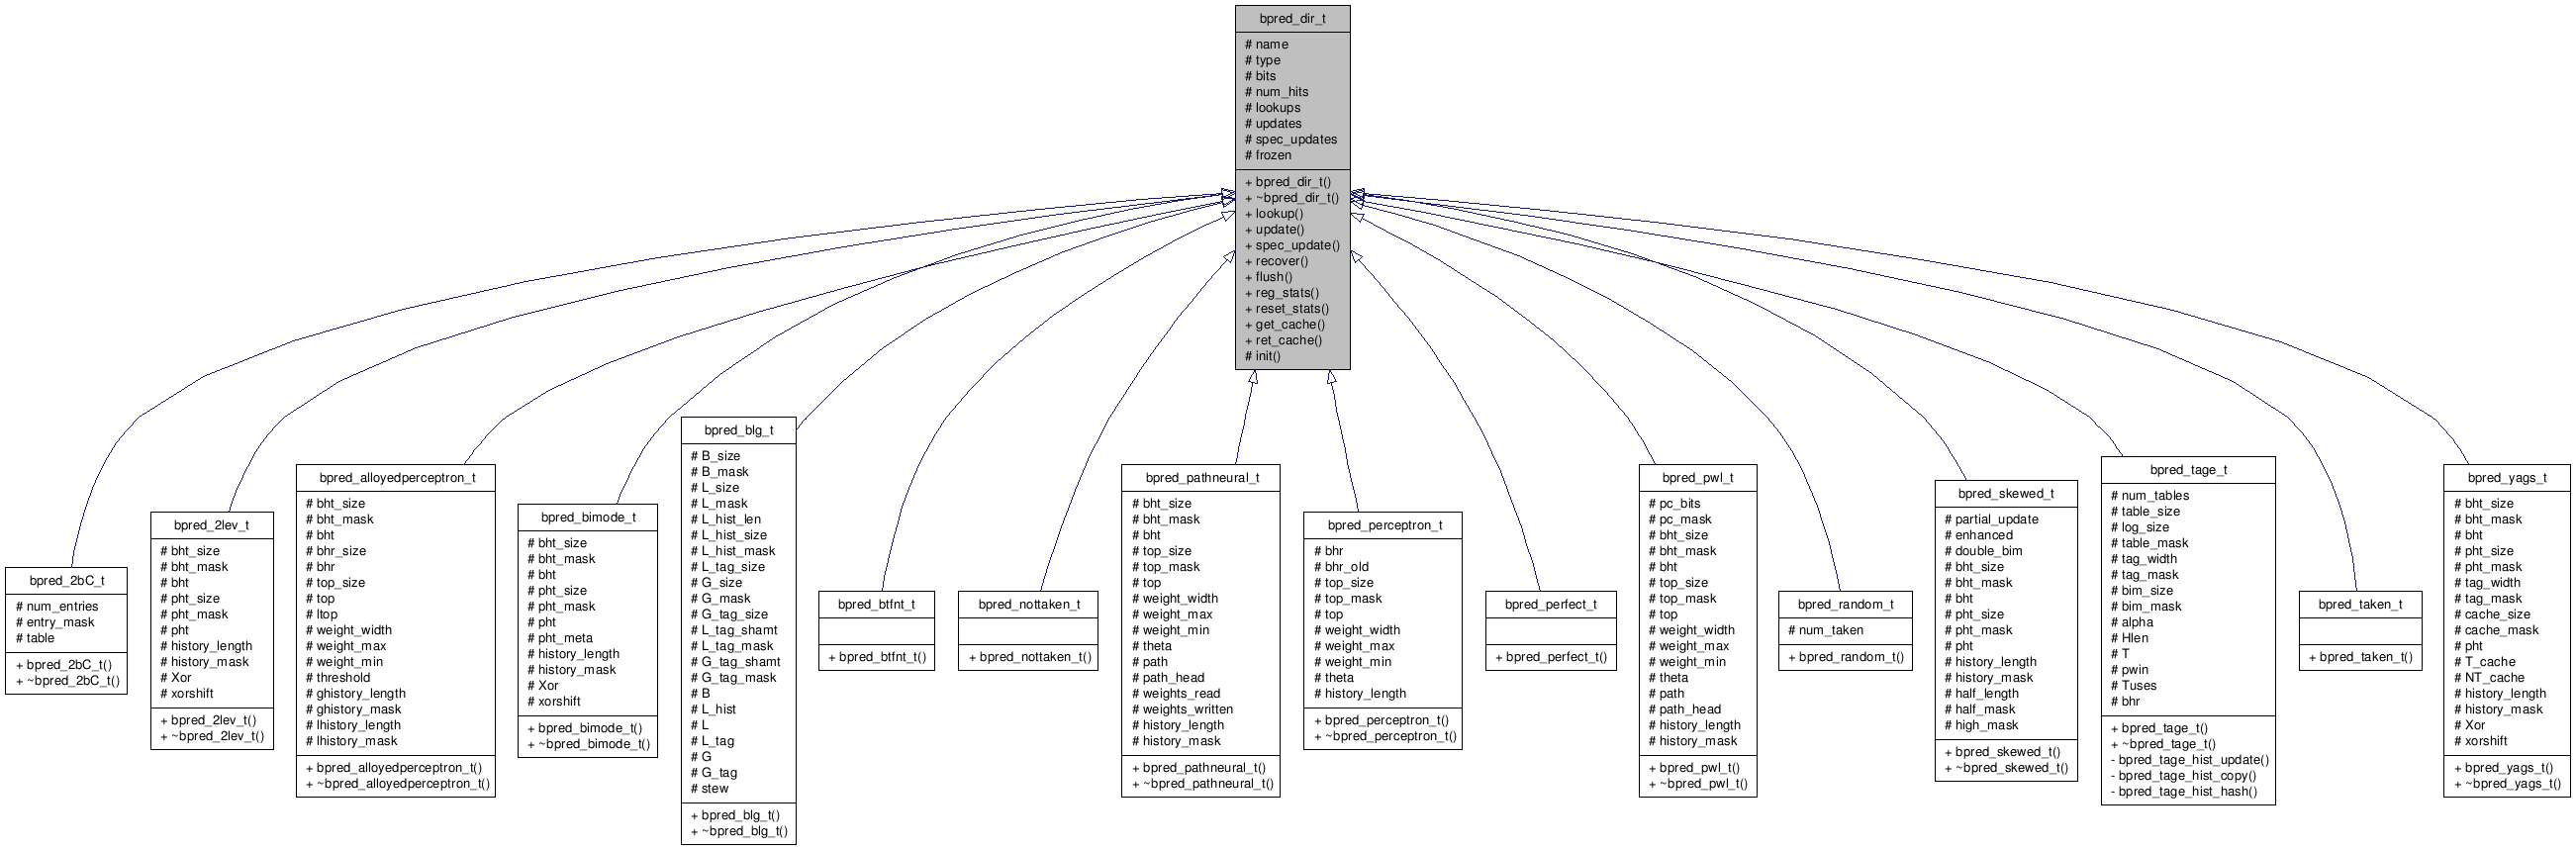 bpred_dir_t
# name
# type
# bits
# num_hits
# lookups
# updates
# spec_updates
# frozen
+ bpred_dir_t()
+ ~bpred_dir_t()
+ lookup()
+ update()
+ spec_update()
+ recover()
+ flush()
+ reg_stats()
+ reset_stats()
+ get_cache()
+ ret_cache()
# init()
bpred_2bC_t
# num_entries
# entry_mask
# table
+ bpred_2bC_t()
+ ~bpred_2bC_t()
bpred_2lev_t
# bht_size
# bht_mask
# bht
# pht_size
# pht_mask
# pht
# history_length
# history_mask
# Xor
# xorshift
+ bpred_2lev_t()
+ ~bpred_2lev_t()
bpred_alloyedperceptron_t
# bht_size
# bht_mask
# bht
# bhr_size
# bhr
# top_size
# top
# ltop
# weight_width
# weight_max
# weight_min
# threshold
# ghistory_length
# ghistory_mask
# lhistory_length
# lhistory_mask
+ bpred_alloyedperceptron_t()
+ ~bpred_alloyedperceptron_t()
bpred_bimode_t
# bht_size
# bht_mask
# bht
# pht_size
# pht_mask
# pht
# pht_meta
# history_length
# history_mask
# Xor
# xorshift
+ bpred_bimode_t()
+ ~bpred_bimode_t()
bpred_blg_t
# B_size
# B_mask
# L_size
# L_mask
# L_hist_len
# L_hist_size
# L_hist_mask
# L_tag_size
# G_size
# G_mask
# G_tag_size
# L_tag_shamt
# L_tag_mask
# G_tag_shamt
# G_tag_mask
# B
# L_hist
# L
# L_tag
# G
# G_tag
# stew
+ bpred_blg_t()
+ ~bpred_blg_t()
bpred_btfnt_t
+ bpred_btfnt_t()
bpred_nottaken_t
+ bpred_nottaken_t()
bpred_pathneural_t
# bht_size
# bht_mask
# bht
# top_size
# top_mask
# top
# weight_width
# weight_max
# weight_min
# theta
# path
# path_head
# weights_read
# weights_written
# history_length
# history_mask
+ bpred_pathneural_t()
+ ~bpred_pathneural_t()
bpred_perceptron_t
# bhr
# bhr_old
# top_size
# top_mask
# top
# weight_width
# weight_max
# weight_min
# theta
# history_length
+ bpred_perceptron_t()
+ ~bpred_perceptron_t()
bpred_perfect_t
+ bpred_perfect_t()
bpred_pwl_t
# pc_bits
# pc_mask
# bht_size
# bht_mask
# bht
# top_size
# top_mask
# top
# weight_width
# weight_max
# weight_min
# theta
# path
# path_head
# history_length
# history_mask
+ bpred_pwl_t()
+ ~bpred_pwl_t()
bpred_random_t
# num_taken
+ bpred_random_t()
bpred_skewed_t
# partial_update
# enhanced
# double_bim
# bht_size
# bht_mask
# bht
# pht_size
# pht_mask
# pht
# history_length
# history_mask
# half_length
# half_mask
# high_mask
+ bpred_skewed_t()
+ ~bpred_skewed_t()
bpred_tage_t
# num_tables
# table_size
# log_size
# table_mask
# tag_width
# tag_mask
# bim_size
# bim_mask
# alpha
# Hlen
# T
# pwin
# Tuses
# bhr
+ bpred_tage_t()
+ ~bpred_tage_t()
- bpred_tage_hist_update()
- bpred_tage_hist_copy()
- bpred_tage_hist_hash()
bpred_taken_t
+ bpred_taken_t()
bpred_yags_t
# bht_size
# bht_mask
# bht
# pht_size
# pht_mask
# tag_width
# tag_mask
# cache_size
# cache_mask
# pht
# T_cache
# NT_cache
# history_length
# history_mask
# Xor
# xorshift
+ bpred_yags_t()
+ ~bpred_yags_t()